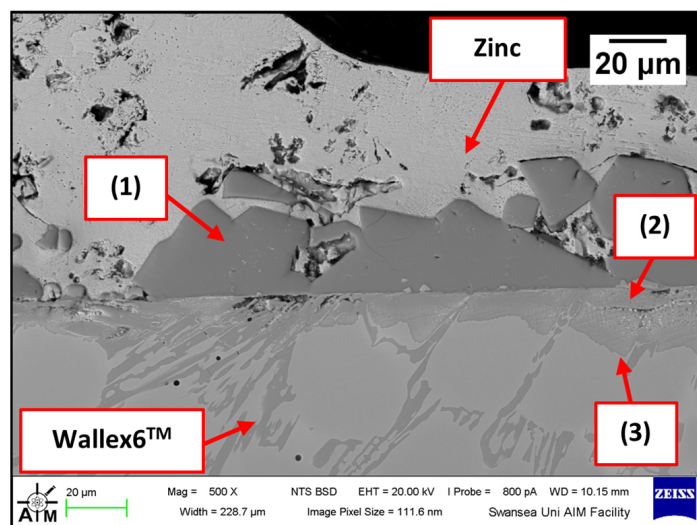 Zinc
20 µm
(1)
(2)
(3)
Wallex6™
AIM
20 µm
Mag = 500 X
NTS BSD
EHT = 20.00 kV
I Probe = 800 pA
WD = 10.15 mm
ZEISS
Width = 228.7 µm
Image Pixel Size = 111.6 nm
Swansea Uni AIM Facility